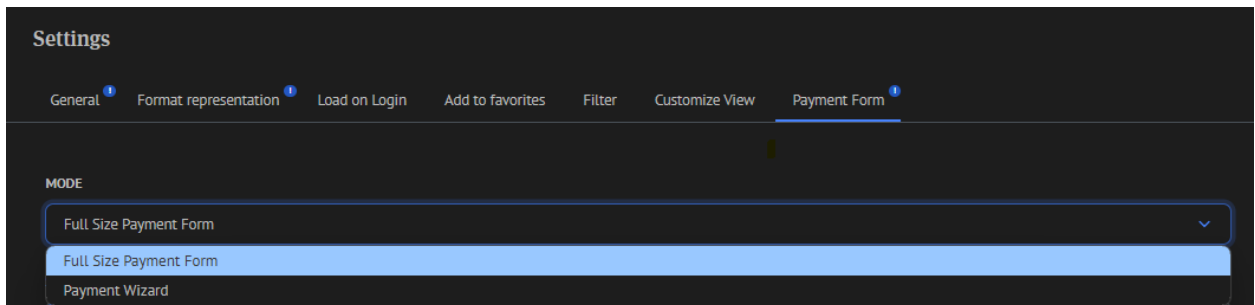 Settings
General Format representation Load on Login Add to favorites Filter Customize View Payment Form
MODE
Full Size Payment Form
Full Size Payment Form
Payment Wizard